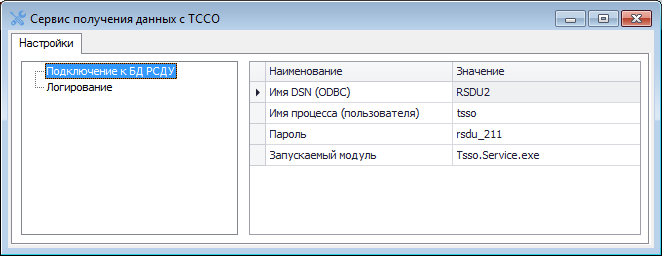 Сервис получения данных с ТССО
Настройки
Подключение к БД РСДУ
Логирование
Наименование Значение
Имя DSN (ODBC) RSDU2
Имя процесса (пользователя) tsso
Пароль rsdu_211
Запускаемый модуль Tsso.Service.exe